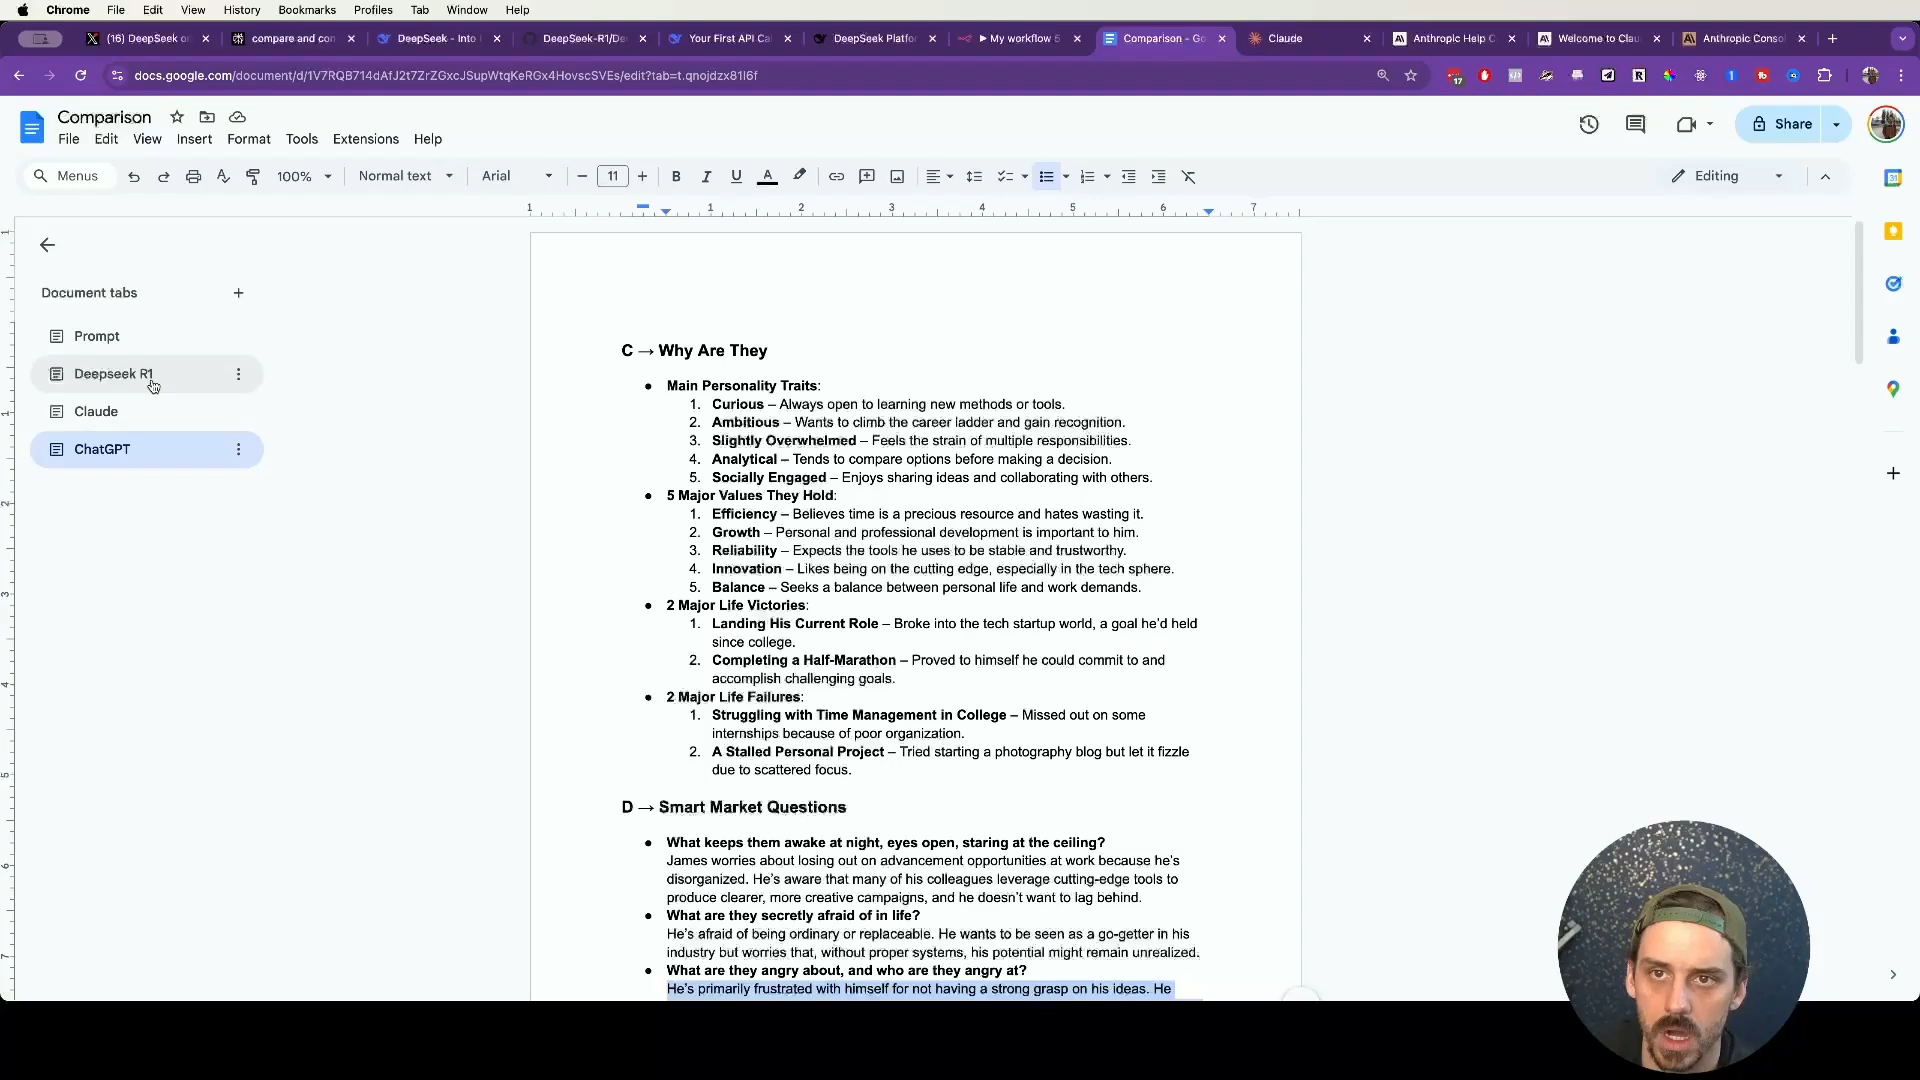 Chrome File Edit View History Bookmarks Profiles Tab Window Help
(16) DeepSeek on compare and con DeepSeek - Into DeepSeek-R1/De Your First API Cal DeepSeek Platfor My workflow 5 Comparison - Go Claude Anthropic Help C Welcome to Clau Anthropic Consol
docs.google.com/document/d/1V7RQB714dAfJ2t7ZrZGxcJSupWtqKeRGx4HovscSVEs/edit?tab=t.qnojdzx81l6f
17
Comparison
File Edit View Insert Format Tools Extensions Help
Share
Menus 100% Normal text Arial 11 Editing
1 1 2 3 4 5 6 7
Document tabs
Prompt
Deepseek R1
Claude
ChatGPT
C → Why Are They
● Main Personality Traits:
1. Curious – Always open to learning new methods or tools.
2. Ambitious – Wants to climb the career ladder and gain recognition.
3. Slightly Overwhelmed – Feels the strain of multiple responsibilities.
4. Analytical – Tends to compare options before making a decision.
5. Socially Engaged – Enjoys sharing ideas and collaborating with others.
● 5 Major Values They Hold:
1. Efficiency – Believes time is a precious resource and hates wasting it.
2. Growth – Personal and professional development is important to him.
3. Reliability – Expects the tools he uses to be stable and trustworthy.
4. Innovation – Likes being on the cutting edge, especially in the tech sphere.
5. Balance – Seeks a balance between personal life and work demands.
● 2 Major Life Victories:
1. Landing His Current Role – Broke into the tech startup world, a goal he'd held
since college.
2. Completing a Half-Marathon – Proved to himself he could commit to and
accomplish challenging goals.
● 2 Major Life Failures:
1. Struggling with Time Management in College – Missed out on some
internships because of poor organization.
2. A Stalled Personal Project – Tried starting a photography blog but let it fizzle
due to scattered focus.
D → Smart Market Questions
● What keeps them awake at night, eyes open, staring at the ceiling?
James worries about losing out on advancement opportunities at work because he's
disorganized. He's aware that many of his colleagues leverage cutting-edge tools to
produce clearer, more creative campaigns, and he doesn't want to lag behind.
● What are they secretly afraid of in life?
He's afraid of being ordinary or replaceable. He wants to be seen as a go-getter in his
industry but worries that, without proper systems, his potential might remain unrealized.
● What are they angry about, and who are they angry at?
He's primarily frustrated with himself for not having a strong grasp on his ideas. He